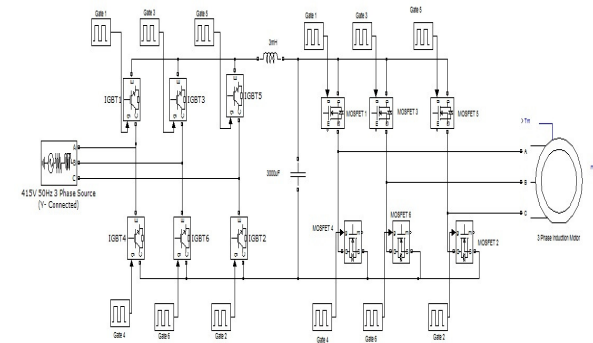 Gate 1
Gate 3
Gate 5
3mH
Gate 1
Gate 3
Gate 5
IGBT1
IGBT3
IGBT5
MOSFET 1
MOSFET 3
MOSFET 5
Tm
A
B
C
415V 50Hz 3 Phase Source
(Y- Connected)
A
B
C
3 Phase Induction Motor
IGBT4
IGBT6
IGBT2
MOSFET 4
MOSFET 6
MOSFET 2
Gate 4
Gate 6
Gate 2
Gate 4
Gate 6
Gate 2